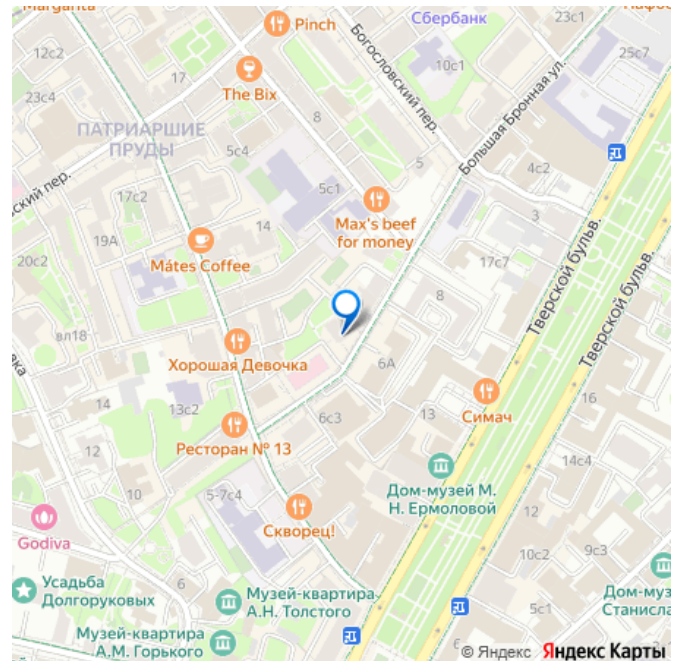 Margarita
Pinch
Сбербанк
23с1
12с2
17
The Bix
Богословский пер.
10с1
25с7
23с4
8
ПАТРИАРШИЕ
ПРУДЫ
5с4
Большая Бронная ул.
5
4с2
ский пер.
17с2
5с1
3
19А
14
Max's beef
for money
Тверской бульв.
20с2
Mátes Coffee
17с7
Тверской бульв.
8
вл18
Хорошая Девочка
6А
16
14
13с2
6с3
13
Симач
12
Ресторан № 13
14с4
10
5-7с4
Дом-музей М.
Н. Ермоловой
12
Скворец!
Godiva
10с2
9с3
Усадьба
Долгоруковых
6
Музей-квартира
А.Н. Толстого
5с1
Дом-муз
Станисла
Музей-квартира
А.М. Горького
© Яндекс Яндекс Карты